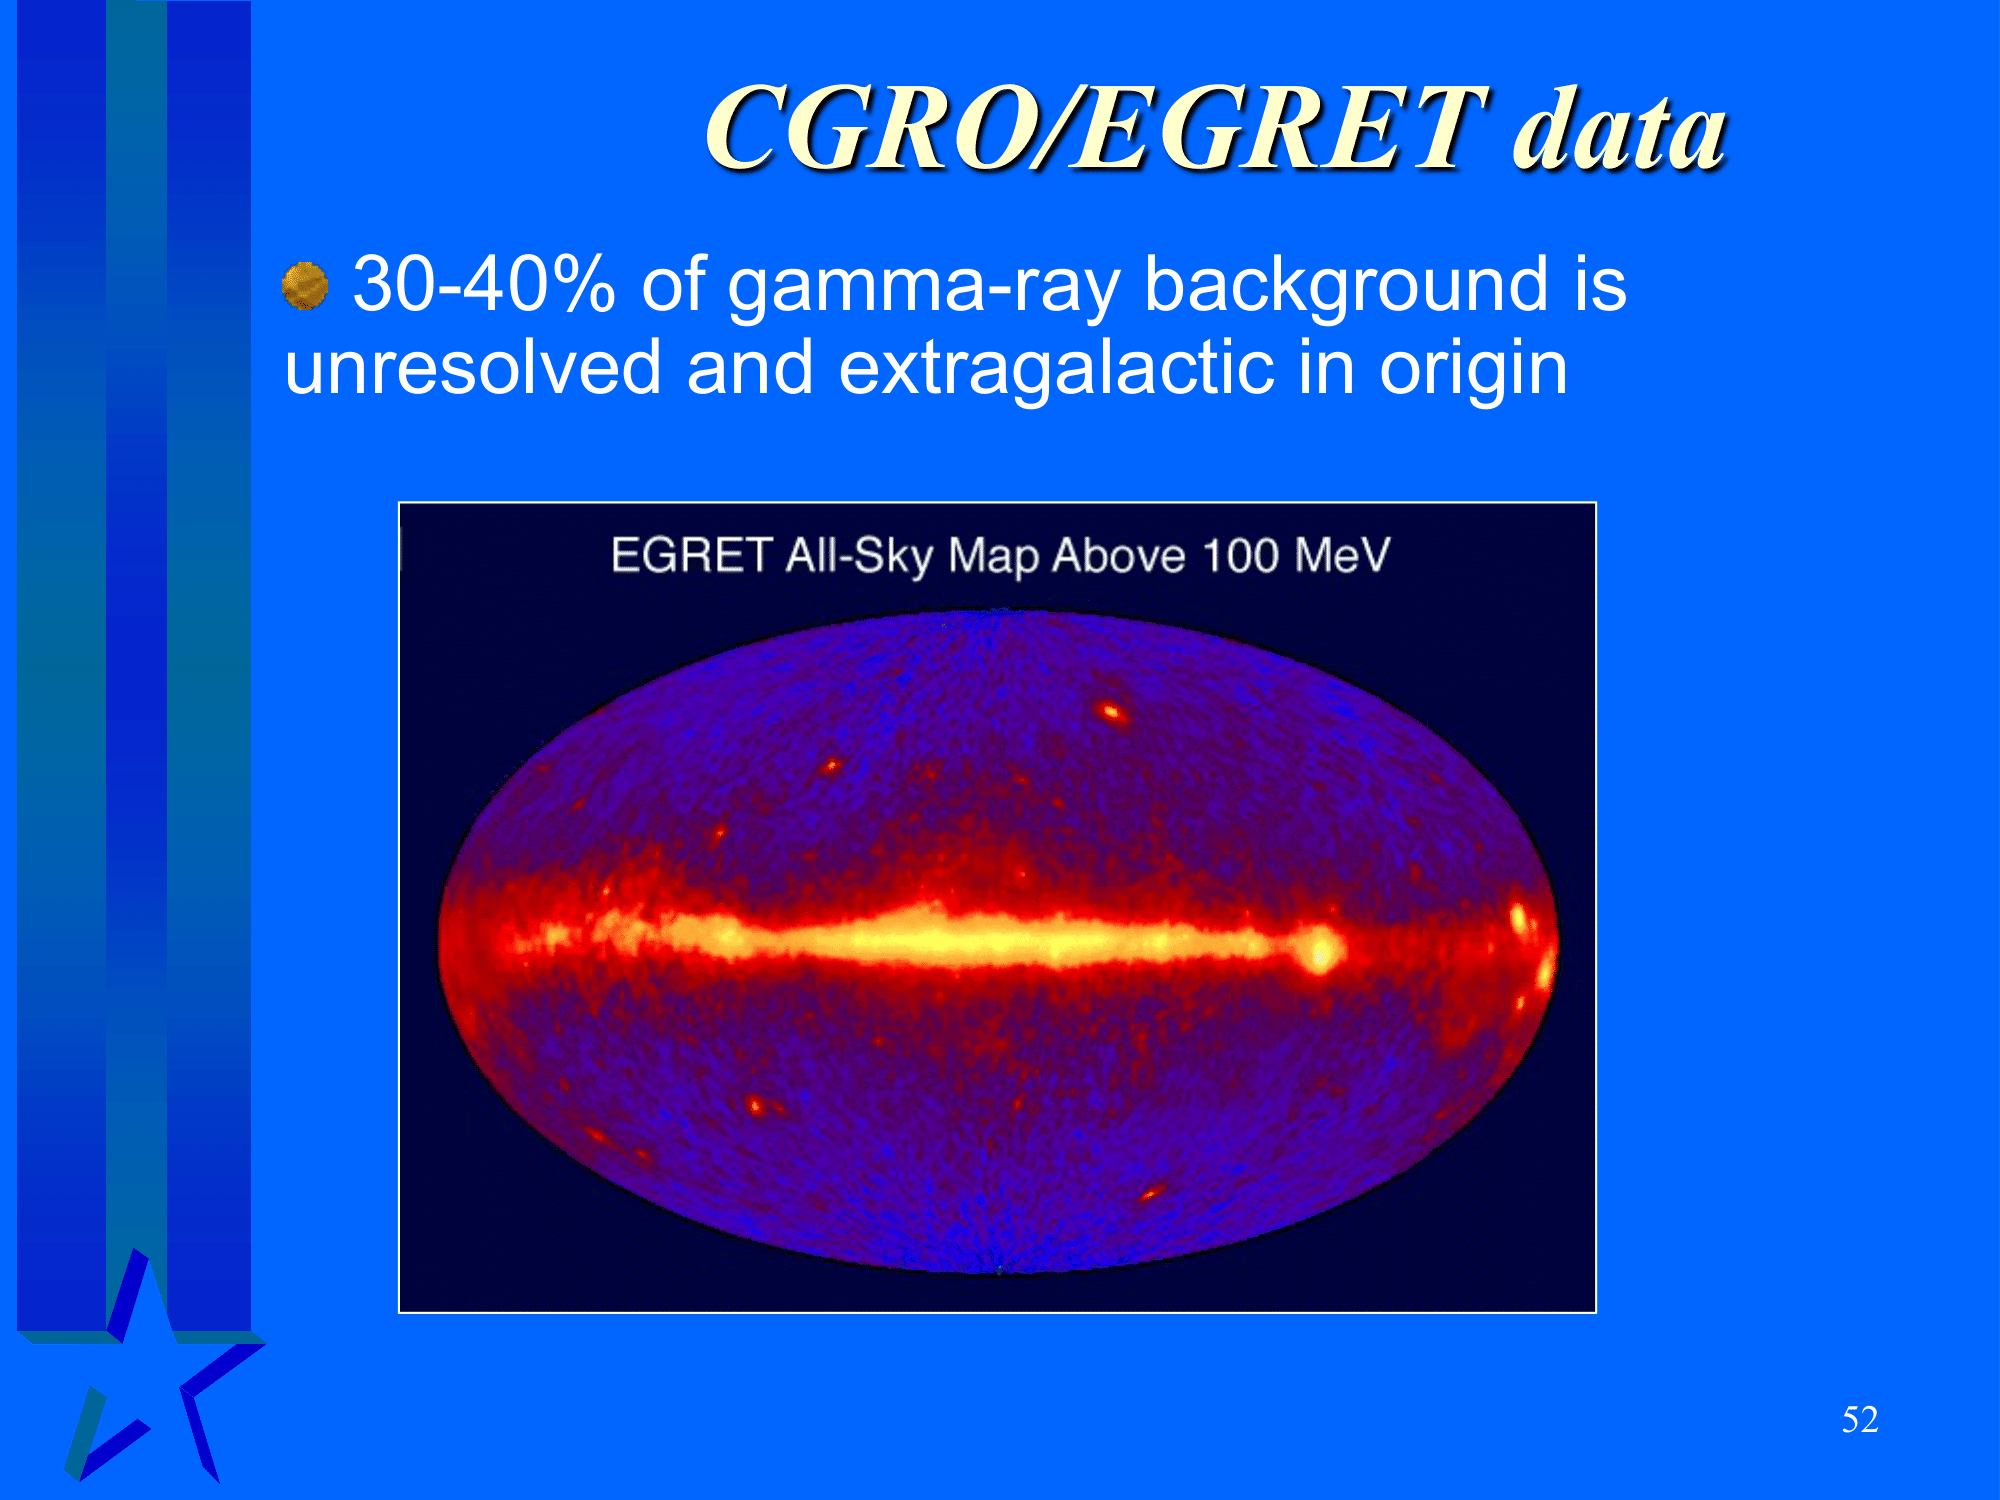 CGRO/EGRET data
30-40% of gamma-ray background is
unresolved and extragalactic in origin
EGRET All-Sky Map Above 100 MeV
52